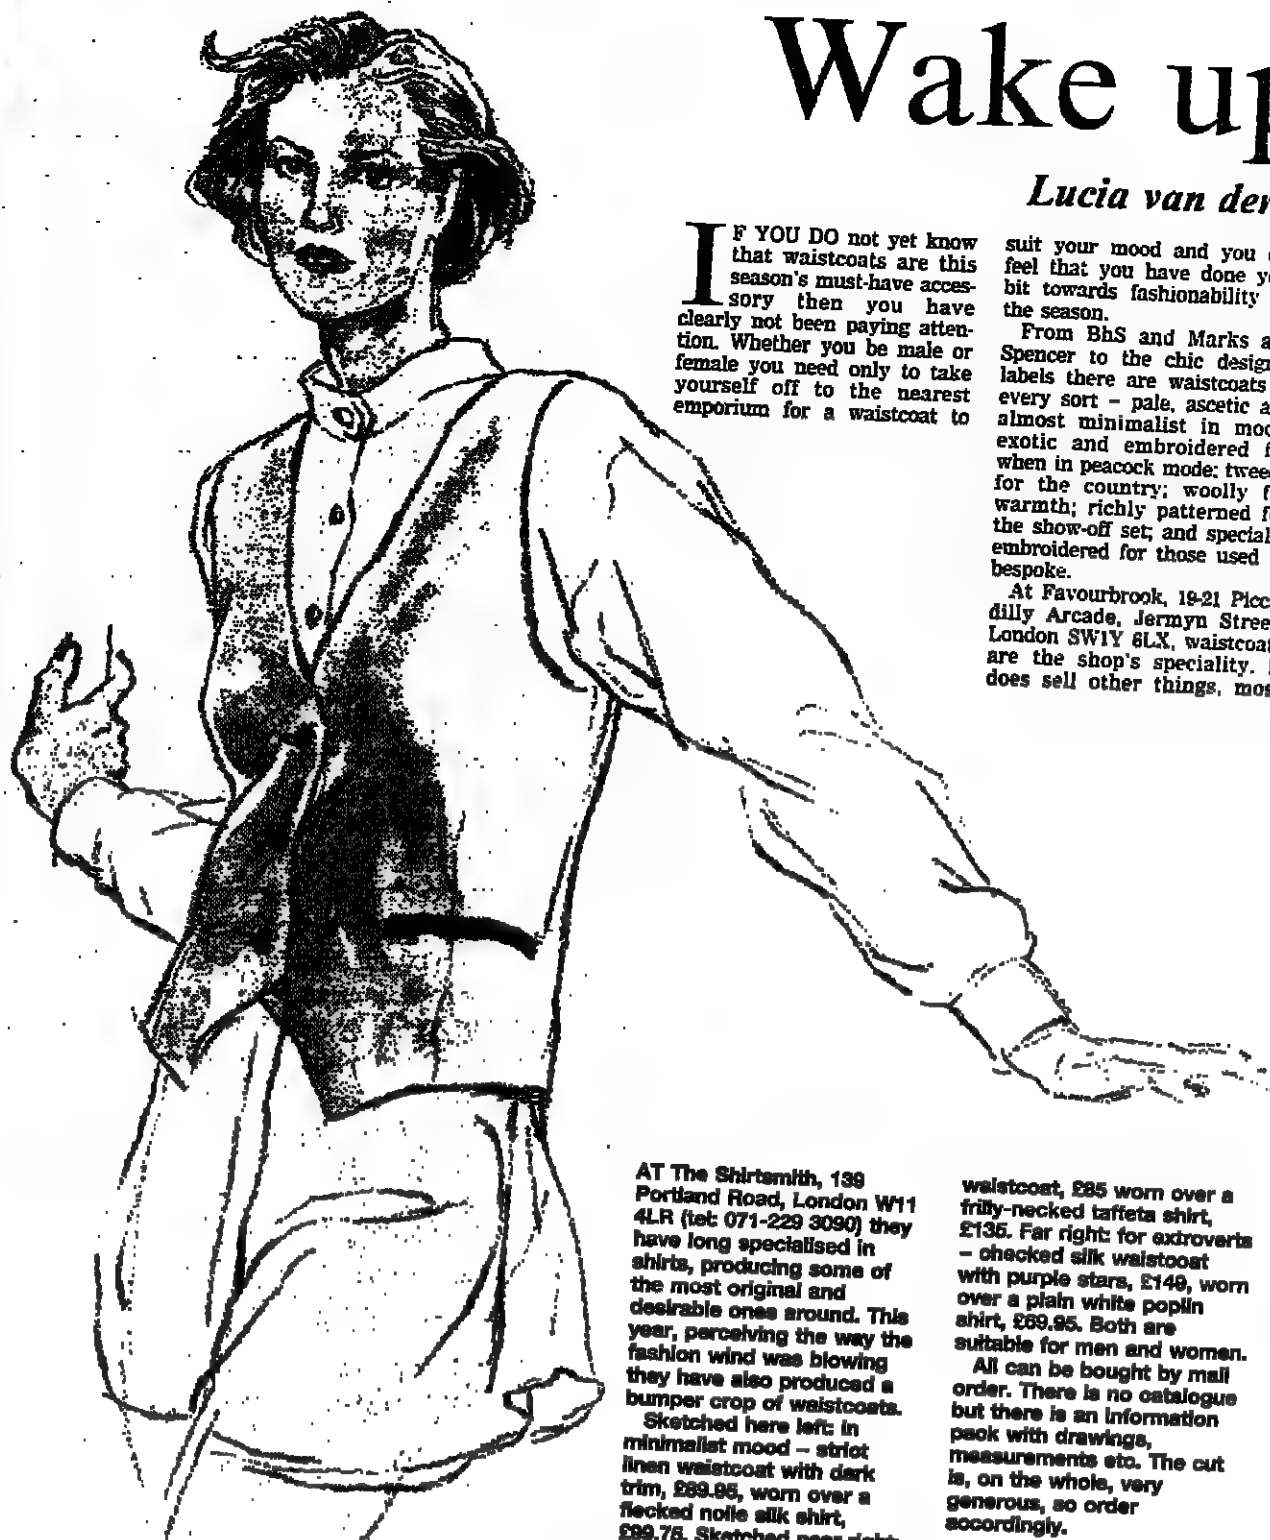 Wake up
Lucia van der
IF YOU DO not yet know
that waistcoats are this
season's must-have acces-
sory then you have
clearly not been paying atten-
tion. Whether you be male or
female you need only to take
yourself off to the nearest
emporium for a waistcoat to
suit your mood and you
feel that you have done
bit towards fashionability
the season.
From BhS and Marks
Spencer to the chic
labels there are waistcoats
every sort – pale, ascetic
almost minimalist in
exotic and embroidered
when in peacock mode;
for the country; woolly
warmth; richly patterned
the show-off set; and
embroidered for those used
bespoke.
At Favourbrook, 19-21
dilly Arcade, Jermyn
London SW1Y 6LX,
are the shop's speciality.
does sell other things,
AT The Shirtsmith, 139
Portland Road, London W11
4LR (tel: 071-229 3090) they
have long specialised in
shirts, producing some of
the most original and
desirable ones around. This
year, perceiving the way the
fashion wind was blowing
they have also produced a
bumper crop of waistcoats.
Sketched here left: in
minimalist mood – strict
linen waistcoat with dark
trim, £89.95, worn over a
flecked noile silk shirt,
£99.75. Sketched near right:
waistcoat, £85 worn over a
frilly-necked taffeta shirt,
£135. Far right: for extroverts
– checked silk waistcoat
with purple stars, £149, worn
over a plain white poplin
shirt, £69.95. Both are
suitable for men and women.
All can be bought by mail
order. There is no catalogue
but there is an information
pack with drawings,
measurements etc. The cut
is, on the whole, very
generous, so order
accordingly.